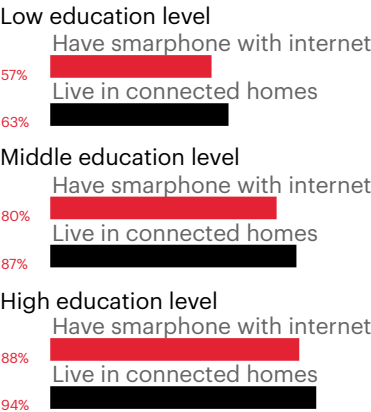 Low education level
Have smarphone with internet
57%
Live in connected homes
63%
Middle education level
Have smarphone with internet
80%
Live in connected homes
87%
High education level
Have smarphone with internet
88%
Live in connected homes
94%